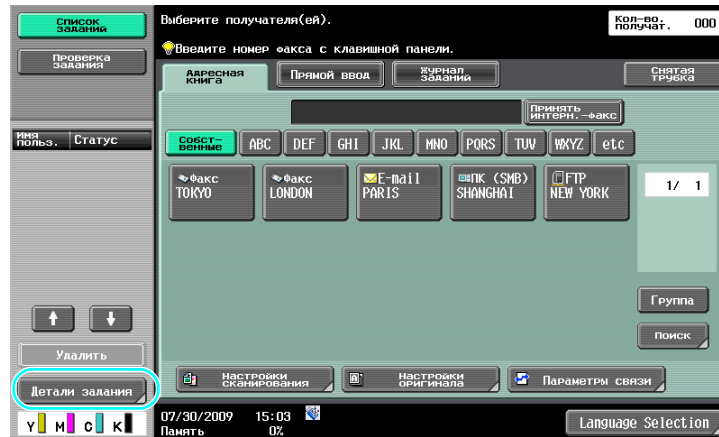 Список
заданий
Проверка
задания
Имя
польз.
Статус
Удалить
Детали задания
Y M C K
Выберите получателя(ей).
Кол-во
получат. 000
Введите номер факса с клавишной панели.
Адресная
книга
Прямой ввод
Журнал
заданий
Снятая
трубка
Принять
интерн.-факс
Собст-
венные
ABC DEF GHI JKL MNO PQRS TUV WXYZ etc
Факс
TOKYO
Факс
LONDON
E-mail
PARIS
ПК (SMB)
SHANGHAI
FTP
NEW YORK
1/ 1
Группа
Поиск
Настройки
сканирования
Настройки
оригинала
Параметры связи
07/30/2009 15:03
Память 0%
Language Selection